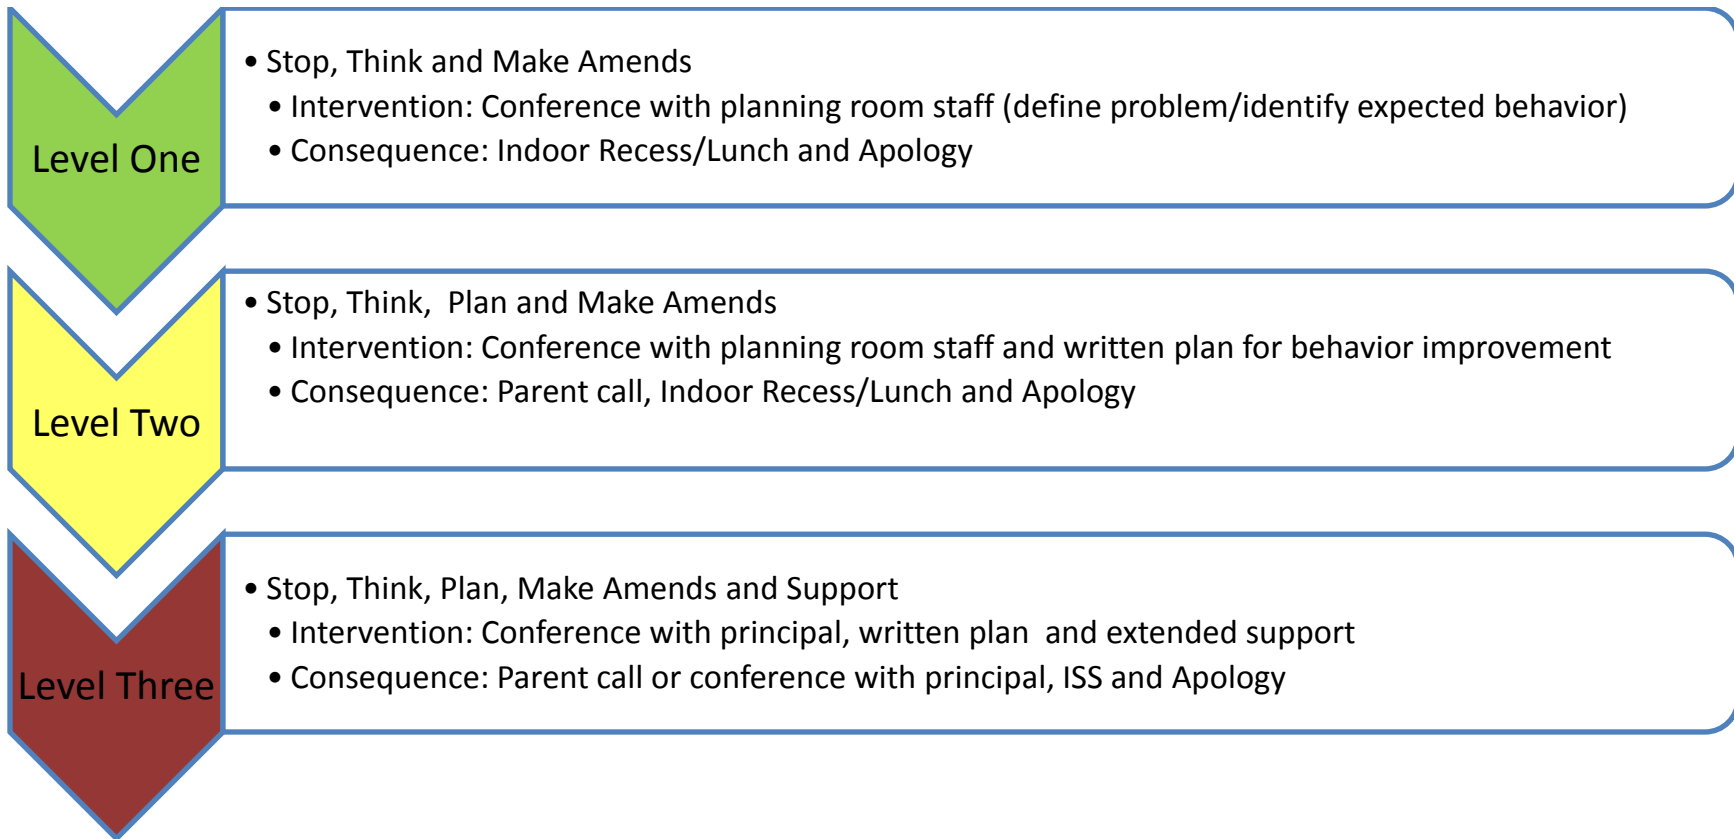 Level One
• Stop, Think and Make Amends
• Intervention: Conference with planning room staff (define problem/identify expected behavior)
• Consequence: Indoor Recess/Lunch and Apology
Level Two
• Stop, Think,  Plan and Make Amends
• Intervention: Conference with planning room staff and written plan for behavior improvement
• Consequence: Parent call, Indoor Recess/Lunch and Apology
Level Three
• Stop, Think, Plan, Make Amends and Support
• Intervention: Conference with principal, written plan  and extended support
• Consequence: Parent call or conference with principal, ISS and Apology